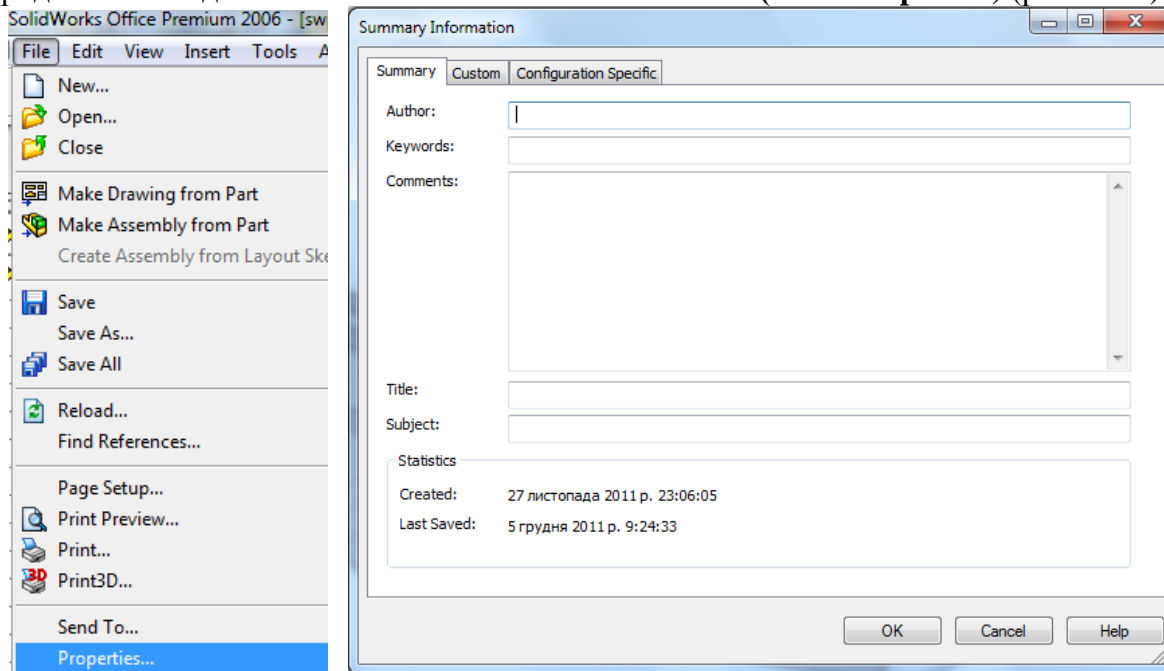 SolidWorks Office Premium 2006 - [sw
File Edit View Insert Tools A
New...
Open...
Close
Make Drawing from Part
Make Assembly from Part
Create Assembly from Layout Ske
Save
Save As...
Save All
Reload...
Find References...
Page Setup...
Print Preview...
Print...
Print3D...
Send To...
Properties...
Summary Information
Summary Custom Configuration Specific
Author:
Keywords:
Comments:
Title:
Subject:
Statistics
Created: 27 листопада 2011 р. 23:06:05
Last Saved: 5 грудня 2011 р. 9:24:33
OK Cancel Help